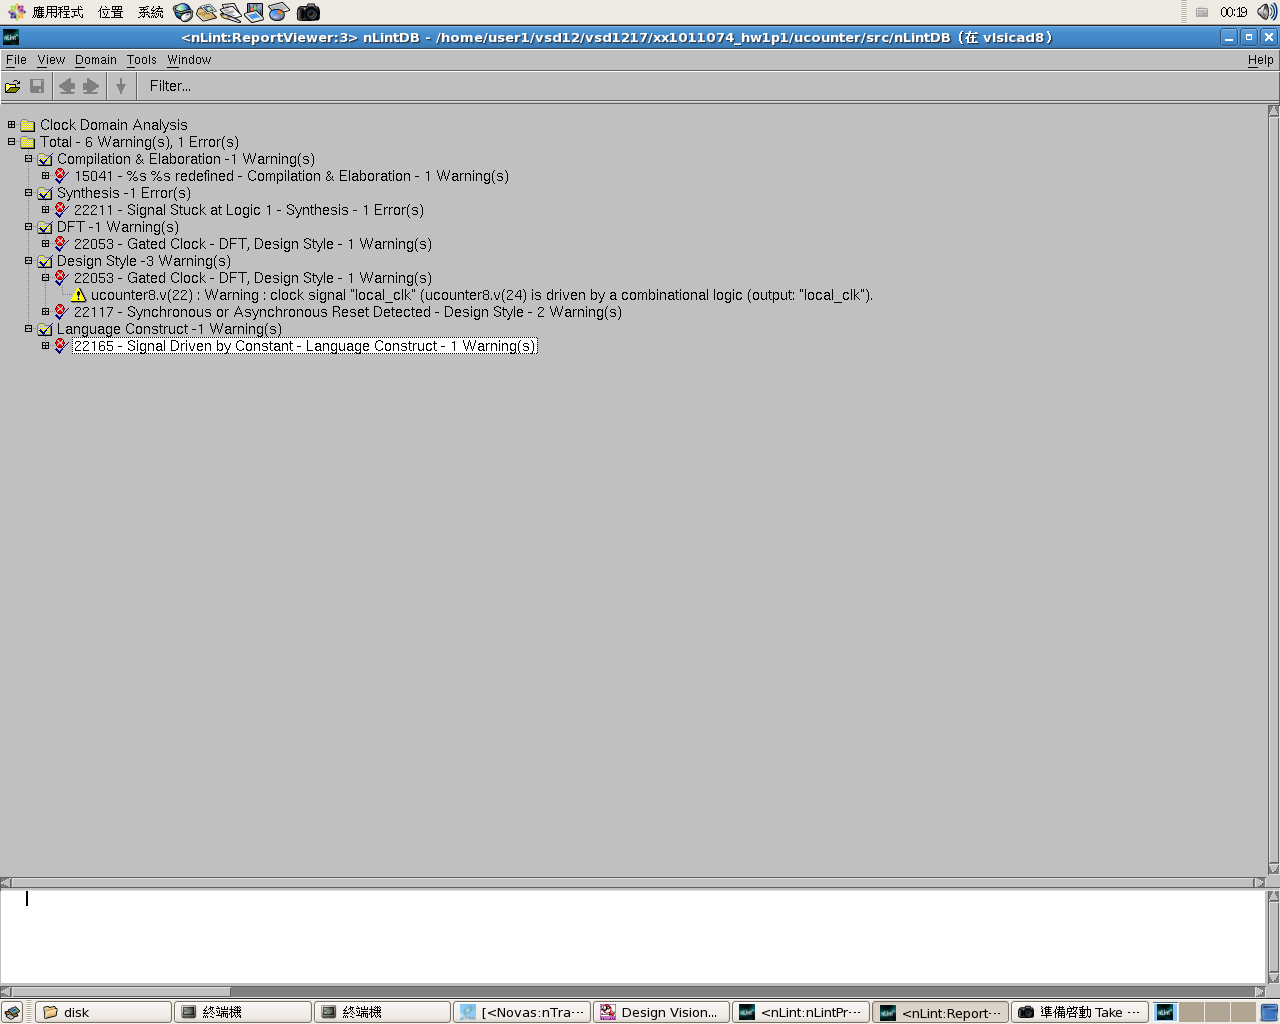 應用程式 位置 系統 00:19
<nLint:ReportViewer:3> nLintDB - /home/user1/vsd12/vsd1217/xx1011074_hw1p1/ucounter/src/nLintDB (在 vlsicad8)
File View Domain Tools Window Help
Filter...
Clock Domain Analysis
Total - 6 Warning(s), 1 Error(s)
Compilation & Elaboration -1 Warning(s)
15041 - %s %s redefined - Compilation & Elaboration - 1 Warning(s)
Synthesis -1 Error(s)
22211 - Signal Stuck at Logic 1 - Synthesis - 1 Error(s)
DFT -1 Warning(s)
22053 - Gated Clock - DFT, Design Style - 1 Warning(s)
Design Style -3 Warning(s)
22053 - Gated Clock - DFT, Design Style - 1 Warning(s)
ucounter8.v(22) : Warning : clock signal "local_clk" (ucounter8.v(24) is driven by a combinational logic (output: "local_clk").
22117 - Synchronous or Asynchronous Reset Detected - Design Style - 2 Warning(s)
Language Construct -1 Warning(s)
22165 - Signal Driven by Constant - Language Construct - 1 Warning(s)
disk 終端機 終端機 [<Novas:nTra··· Design Vision... <nLint:nLintPr··· <nLint:Report··· 準備啓動 Take ···